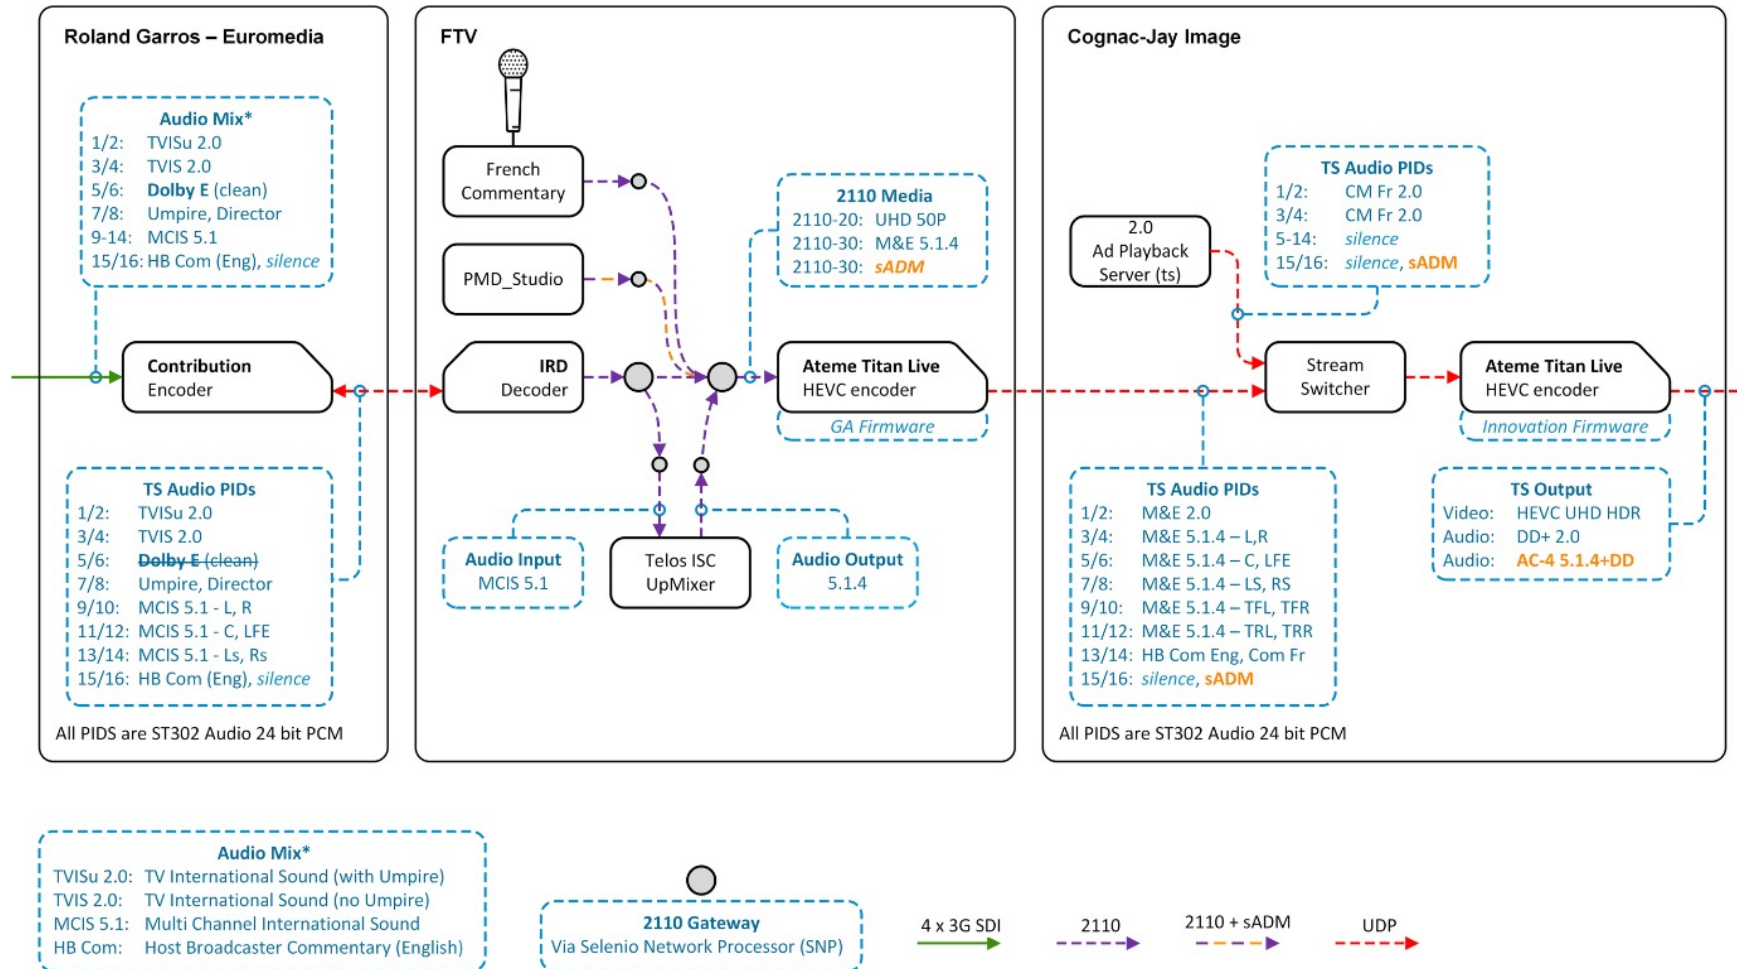 Roland Garros – Euromedia
Audio Mix*
1/2: TVISu 2.0
3/4: TVIS 2.0
5/6: Dolby E (clean)
7/8: Umpire, Director
9-14: MCIS 5.1
15/16: HB Com (Eng), silence
Contribution
Encoder
TS Audio PIDs
1/2: TVISu 2.0
3/4: TVIS 2.0
5/6: Dolby E (clean)
7/8: Umpire, Director
9/10: MCIS 5.1 - L, R
11/12: MCIS 5.1 - C, LFE
13/14: MCIS 5.1 - Ls, Rs
15/16: HB Com (Eng), silence
All PIDS are ST302 Audio 24 bit PCM
FTV
French
Commentary
PMD_Studio
IRD
Decoder
2110 Media
2110-20: UHD 50P
2110-30: M&E 5.1.4
2110-30: sADM
Ateme Titan Live
HEVC encoder
GA Firmware
Audio Input
MCIS 5.1
Telos ISC
UpMixer
Audio Output
5.1.4
Cognac-Jay Image
2.0
Ad Playback
Server (ts)
TS Audio PIDs
1/2: CM Fr 2.0
3/4: CM Fr 2.0
5-14: silence
15/16: silence, sADM
Stream
Switcher
Ateme Titan Live
HEVC encoder
Innovation Firmware
TS Audio PIDs
1/2: M&E 2.0
3/4: M&E 5.1.4 – L,R
5/6: M&E 5.1.4 – C, LFE
7/8: M&E 5.1.4 – LS, RS
9/10: M&E 5.1.4 – TFL, TFR
11/12: M&E 5.1.4 – TRL, TRR
13/14: HB Com Eng, Com Fr
15/16: silence, sADM
TS Output
Video: HEVC UHD HDR
Audio: DD+ 2.0
Audio: AC-4 5.1.4+DD
All PIDS are ST302 Audio 24 bit PCM
Audio Mix*
TVISu 2.0: TV International Sound (with Umpire)
TVIS 2.0: TV International Sound (no Umpire)
MCIS 5.1: Multi Channel International Sound
HB Com: Host Broadcaster Commentary (English)
2110 Gateway
Via Selenio Network Processor (SNP)
4 x 3G SDI
2110
2110 + sADM
UDP